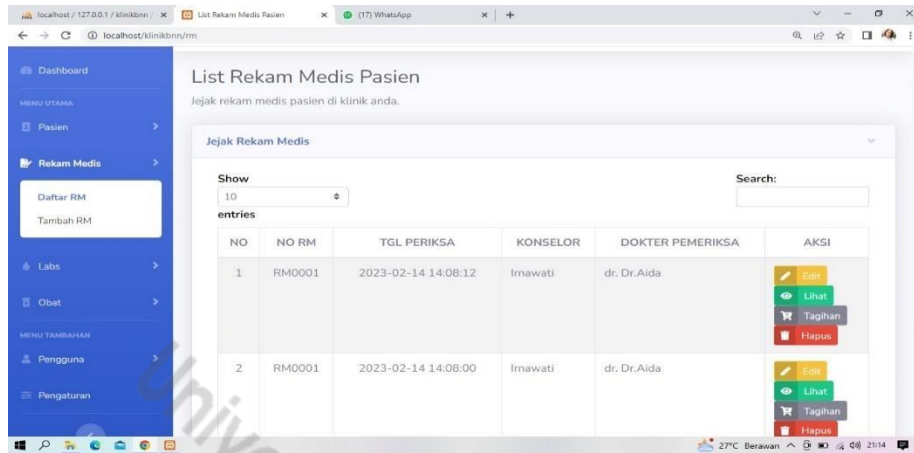 localhost / 127.0.0.1 / klinikbnn /
List Rekam Medis Pasien
(17) WhatsApp
localhost/klinikbnn/rm
Dashboard
MENU UTAMA
Pasien
Rekam Medis
Daftar RM
Tambah RM
Labs
Obat
MENU TAMBAHAN
Pengguna
Pengaturan
List Rekam Medis Pasien
Jejak rekam medis pasien di klinik anda.
Jejak Rekam Medis
Show
10
entries
Search:
NO NO RM TGL PERIKSA KONSELOR DOKTER PEMERIKSA AKSI
1 RM0001 2023-02-14 14:08:12 Irnawati dr. Dr.Aida
Edit
Lihat
Tagihan
Hapus
2 RM0001 2023-02-14 14:08:00 Irnawati dr. Dr.Aida
Edit
Lihat
Tagihan
Hapus
27°C Berawan 21:14